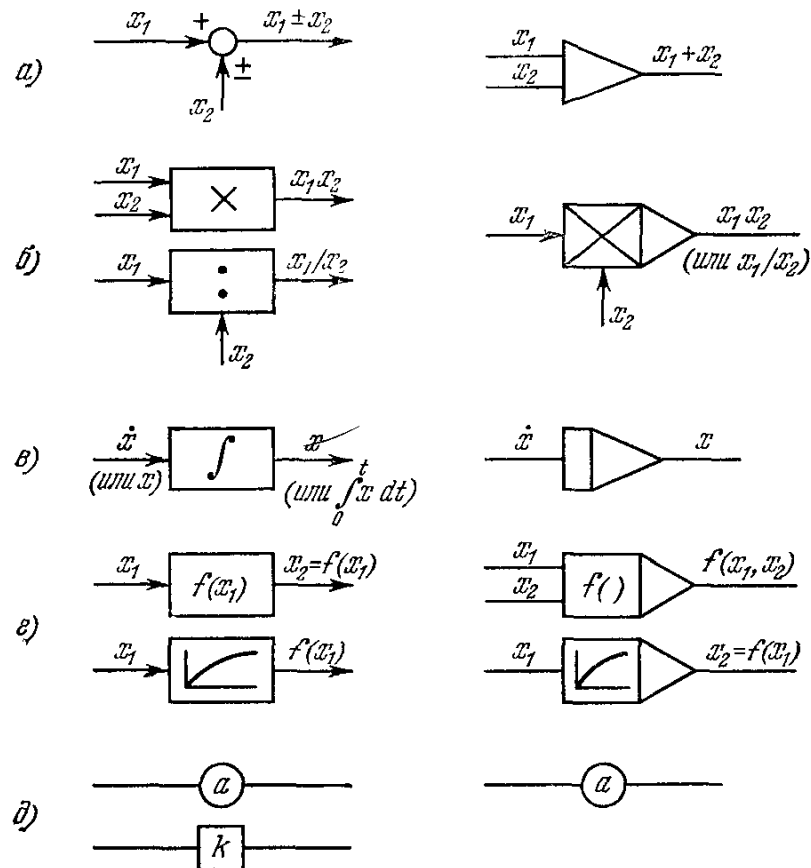 x₁ + x₁ ± x₂
а) ±
x₂
x₁
x₂ x₁+x₂
x₁
x₂ × x₁x₂
б) x₁ : x₁/x₂
x₂
x₁ x₁x₂
(или x₁/x₂)
x₂
в) ẋ ∫ x
(или x) (или ∫₀ᵗ x dt)
ẋ x
г) x₁ f(x₁) x₂=f(x₁)
x₁ f(x₁)
x₁
x₂ f() f(x₁, x₂)
x₁ x₂=f(x₁)
д) a
k
a